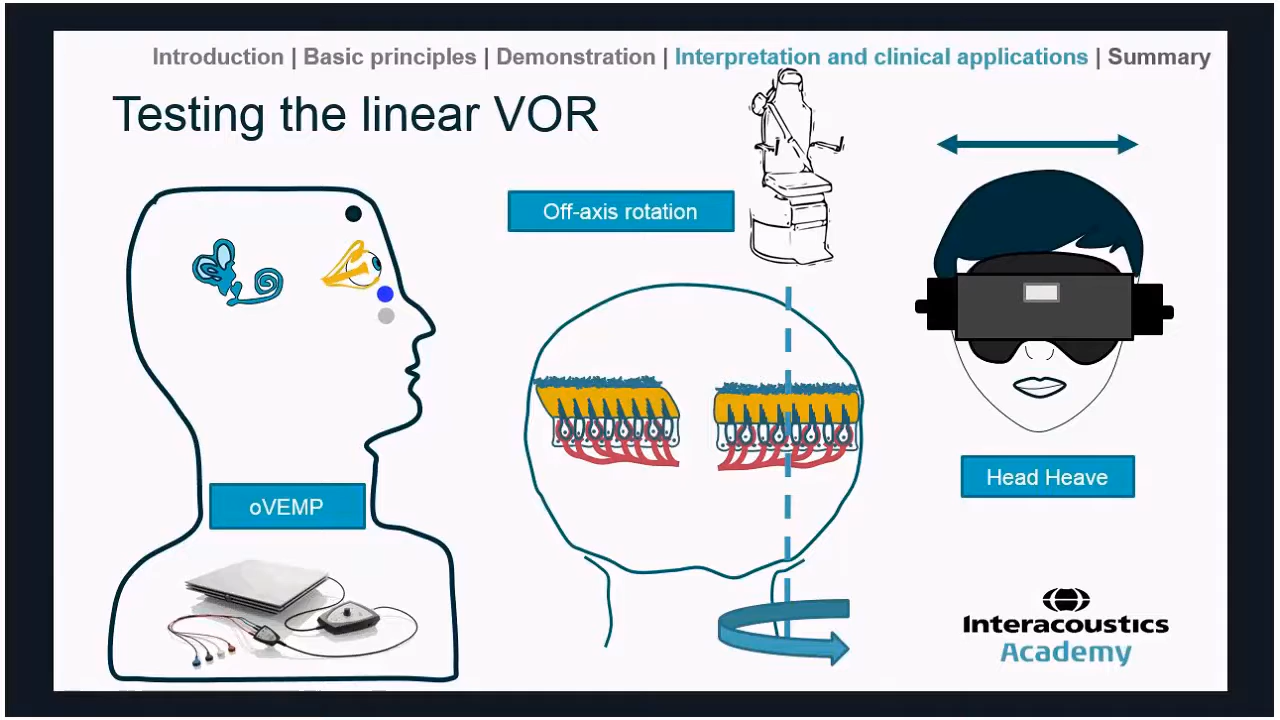 Introduction | Basic principles | Demonstration | Interpretation and clinical applications | Summary
Testing the linear VOR
Off-axis rotation
oVEMP
Head Heave
Interacoustics
Academy